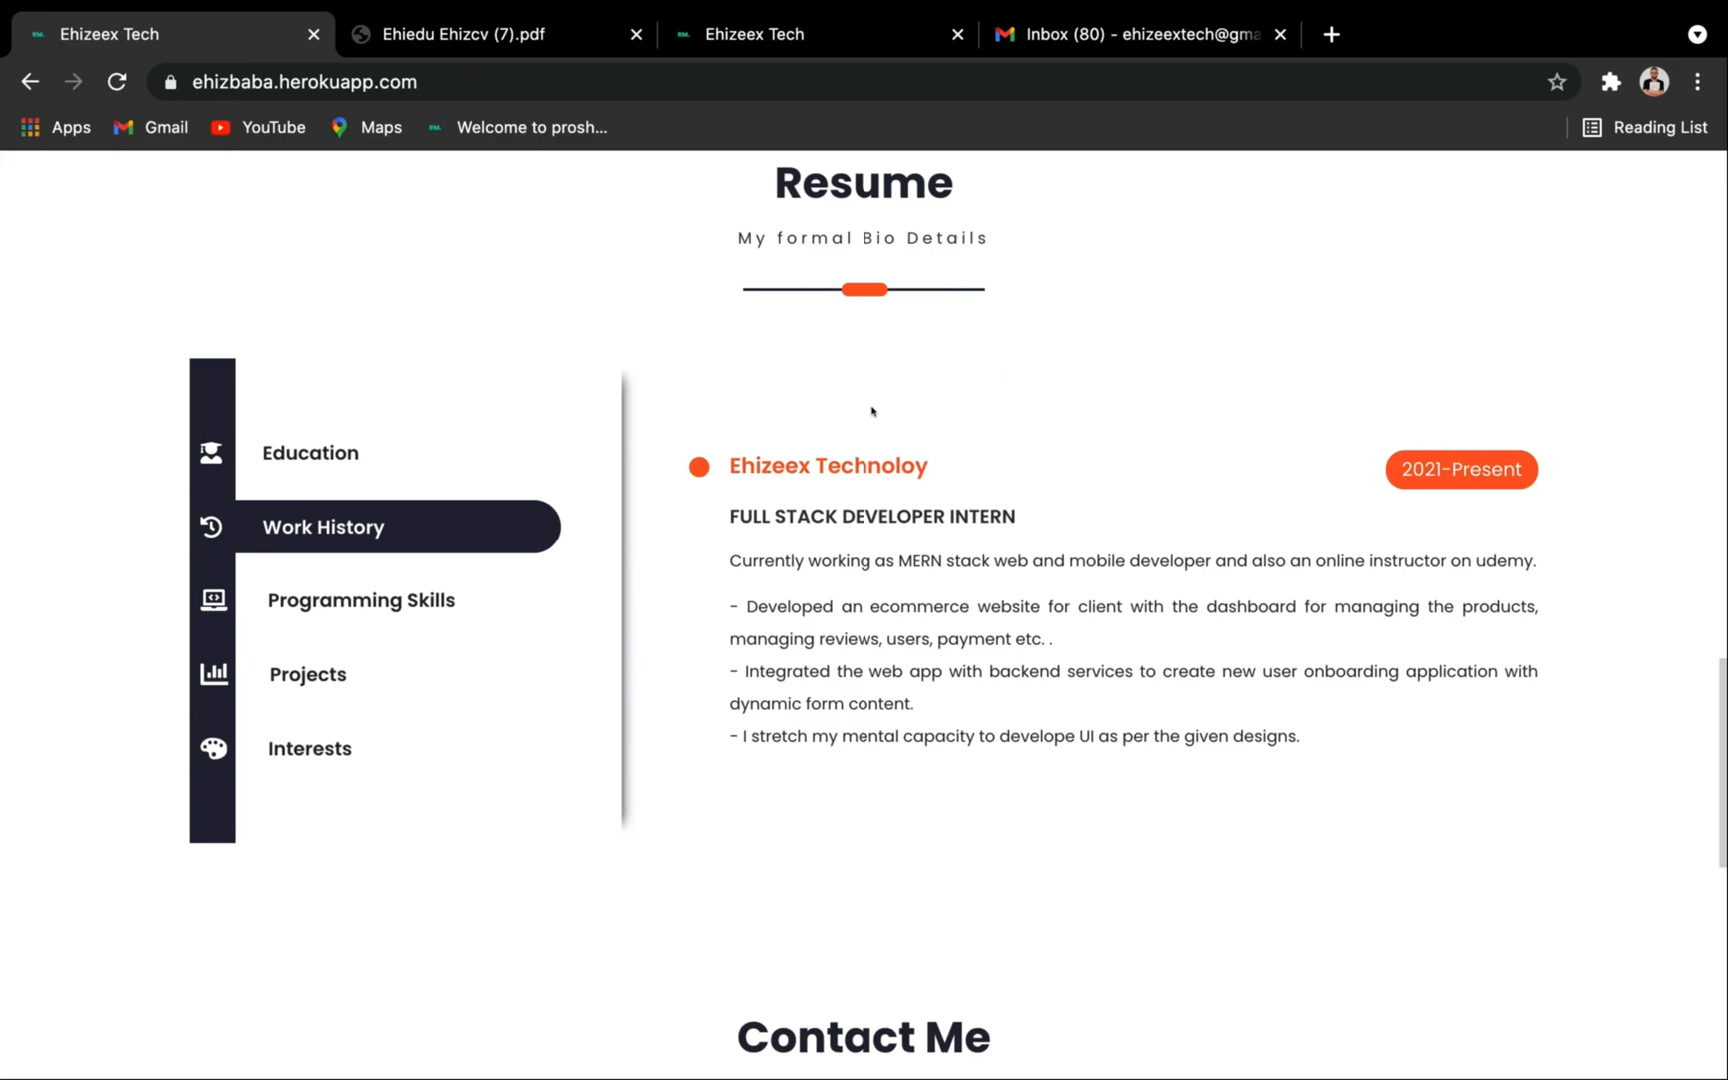 Ehizeex Tech
Ehiedu Ehizcv (7).pdf
Ehizeex Tech
Inbox (80) - ehizeextech@gma
ehizbaba.herokuapp.com
Apps
Gmail
YouTube
Maps
RM.
Welcome to prosh...
Reading List
Resume
My formal Bio Details
Education
Work History
Programming Skills
Projects
Interests
Ehizeex Technoloy
2021-Present
FULL STACK DEVELOPER INTERN
Currently working as MERN stack web and mobile developer and also an online instructor on udemy.
- Developed an ecommerce website for client with the dashboard for managing the products,
managing reviews, users, payment etc. .
- Integrated the web app with backend services to create new user onboarding application with
dynamic form content.
- I stretch my mental capacity to develope UI as per the given designs.
Contact Me